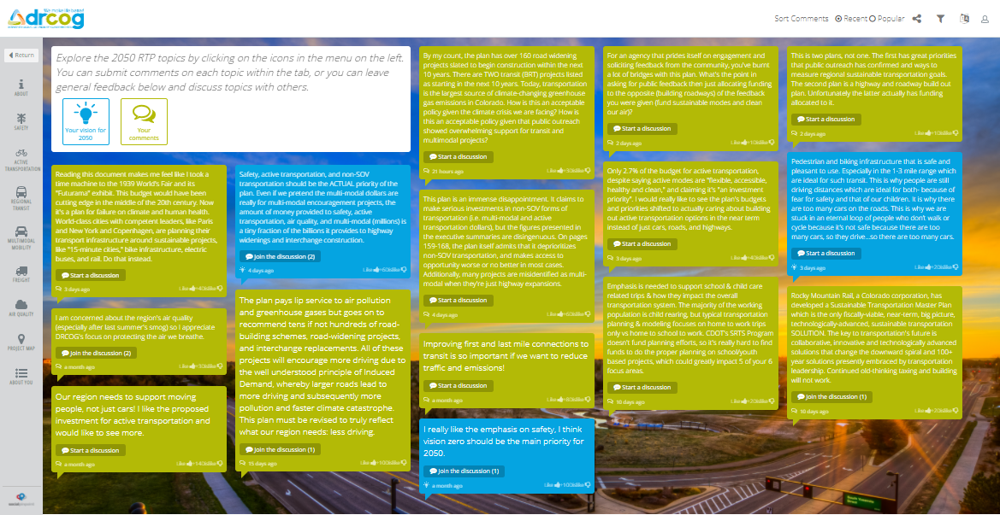 We make life better!
drcog
Sort Comments Recent Popular
Return
ABOUT
SAFETY
ACTIVE
TRANSPORTATION
REGIONAL
TRANSIT
MULTIMODAL
MOBILITY
FREIGHT
AIR QUALITY
PROJECT MAP
ABOUT YOU
Explore the 2050 RTP topics by clicking on the icons in the menu on the left.
You can submit comments on each topic within the tab, or you can leave
general feedback below and discuss topics with others.
Your vision for
2050
Your
comments
Reading this document makes me feel like I took a
time machine to the 1939 World's Fair and its
"Futurama" exhibit. This budget would have been
cutting edge in the middle of the 20th century. Now
it's a plan for failure on climate and human health.
World-class cities with competent leaders, like Paris
and New York and Copenhagen, are planning their
transport infrastructure around sustainable projects,
like "15-minute cities," bike infrastructure, electric
buses, and rail. Do that instead.
Start a discussion
3 days ago
I am concerned about the region's air quality
(especially after last summer's smog) so I appreciate
DRCOG's focus on protecting the air we breathe.
Join the discussion (2)
a month ago
Our region needs to support moving
people, not just cars! I like the proposed
investment for active transportation and
would like to see more.
Start a discussion
a month ago
Safety, active transportation, and non-SOV
transportation should be the ACTUAL priority of the
plan. Even if we pretend the multi-modal dollars are
really for multi-modal encouragement projects, the
amount of money provided to safety, active
transportation, air quality, and multi-modal (millions) is
a tiny fraction of the billions it provides to highway
widenings and interchange construction.
Join the discussion (2)
4 days ago
The plan pays lip service to air pollution
and greenhouse gases but goes on to
recommend tens if not hundreds of road-
building schemes, road-widening projects,
and interchange replacements. All of these
projects will encourage more driving due to
the well understood principle of Induced
Demand, whereby larger roads lead to
more driving and subsequently more
pollution and faster climate catastrophe.
This plan must be revised to truly reflect
what our region needs: less driving.
Join the discussion (1)
15 days ago
By my count, the plan has over 160 road widening
projects slated to begin construction within the next
10 years. There are TWO transit (BRT) projects listed
as starting in the next 10 years. Today, transportation
is the largest source of climate-changing greenhouse
gas emissions in Colorado. How is this an acceptable
policy given the climate crisis we are facing? How is
this an acceptable policy given that public outreach
showed overwhelming support for transit and
multimodal projects?
Start a discussion
21 hours ago
This plan is an immense disappointment. It claims to
make serious investments in non-SOV forms of
transportation (i.e. multi-modal and active
transportation dollars), but the figures presented in
the executive summaries are disingenuous. On pages
159-168, the plan itself admits that it deprioritizes
non-SOV transportation, and makes access to
opportunity worse or no better in most cases.
Additionally, many projects are misidentified as multi-
modal when they're just highway expansions.
Start a discussion
4 days ago
Improving first and last mile connections to
transit is so important if we want to reduce
traffic and emissions!
Start a discussion
a month ago
I really like the emphasis on safety, I think
vision zero should be the main priority for
2050.
Join the discussion (1)
a month ago
For an agency that prides itself on engagement and
soliciting feedback from the community, you've burnt
a lot of bridges with this plan. What's the point in
asking for public feedback then just allocating funding
to the opposite (building roadways) of the feedback
you were given (fund sustainable modes and clean
our air)?
Start a discussion
2 days ago
Only 2.7% of the budget for active transportation,
despite saying active modes are "flexible, accessible,
healthy and clean," and claiming it's "an investment
priority". I would really like to see the plan's budgets
and priorities shifted to actually caring about building
out active transportation options in the near term
instead of just cars, roads, and highways.
Start a discussion
3 days ago
Emphasis is needed to support school & child care
related trips & how they impact the overall
transportation system. The majority of the working
population is child rearing, but typical transportation
planning & modeling focuses on home to work trips
only vs home to school to work. CDOT's SRTS Program
doesn't fund planning efforts, so it's really hard to find
funds to do the proper planning on school/youth
based projects, which could greatly impact 5 of your 6
focus areas.
Start a discussion
10 days ago
This is two plans, not one. The first has great priorities
that public outreach has confirmed and ways to
measure regional sustainable transportation goals.
The second plan is a highway and roadway build out
plan. Unfortunately the latter actually has funding
allocated to it.
Start a discussion
2 days ago
Pedestrian and biking infrastructure that is safe and
pleasant to use. Especially in the 1-3 mile range which
are ideal for such transit. This is why people are still
driving distances which are ideal for both- because of
fear for safety and that of our children. It is why there
are too many cars on the roads. This is why we are
stuck in an eternal loop of people who don't walk or
cycle because it's not safe because there are too
many cars, so they drive...so there are too many cars.
Start a discussion
3 days ago
Rocky Mountain Rail, a Colorado corporation, has
developed a Sustainable Transportation Master Plan
which is the only fiscally-viable, near-term, big picture,
technologically-advanced, sustainable transportation
SOLUTION. The key to transportation's future is
collaborative, innovative and technologically advanced
solutions that change the downward spiral and 100+
year solutions presently embraced by transportation
leadership. Continued old-thinking taxing and building
will not work.
Join the discussion (1)
10 days ago